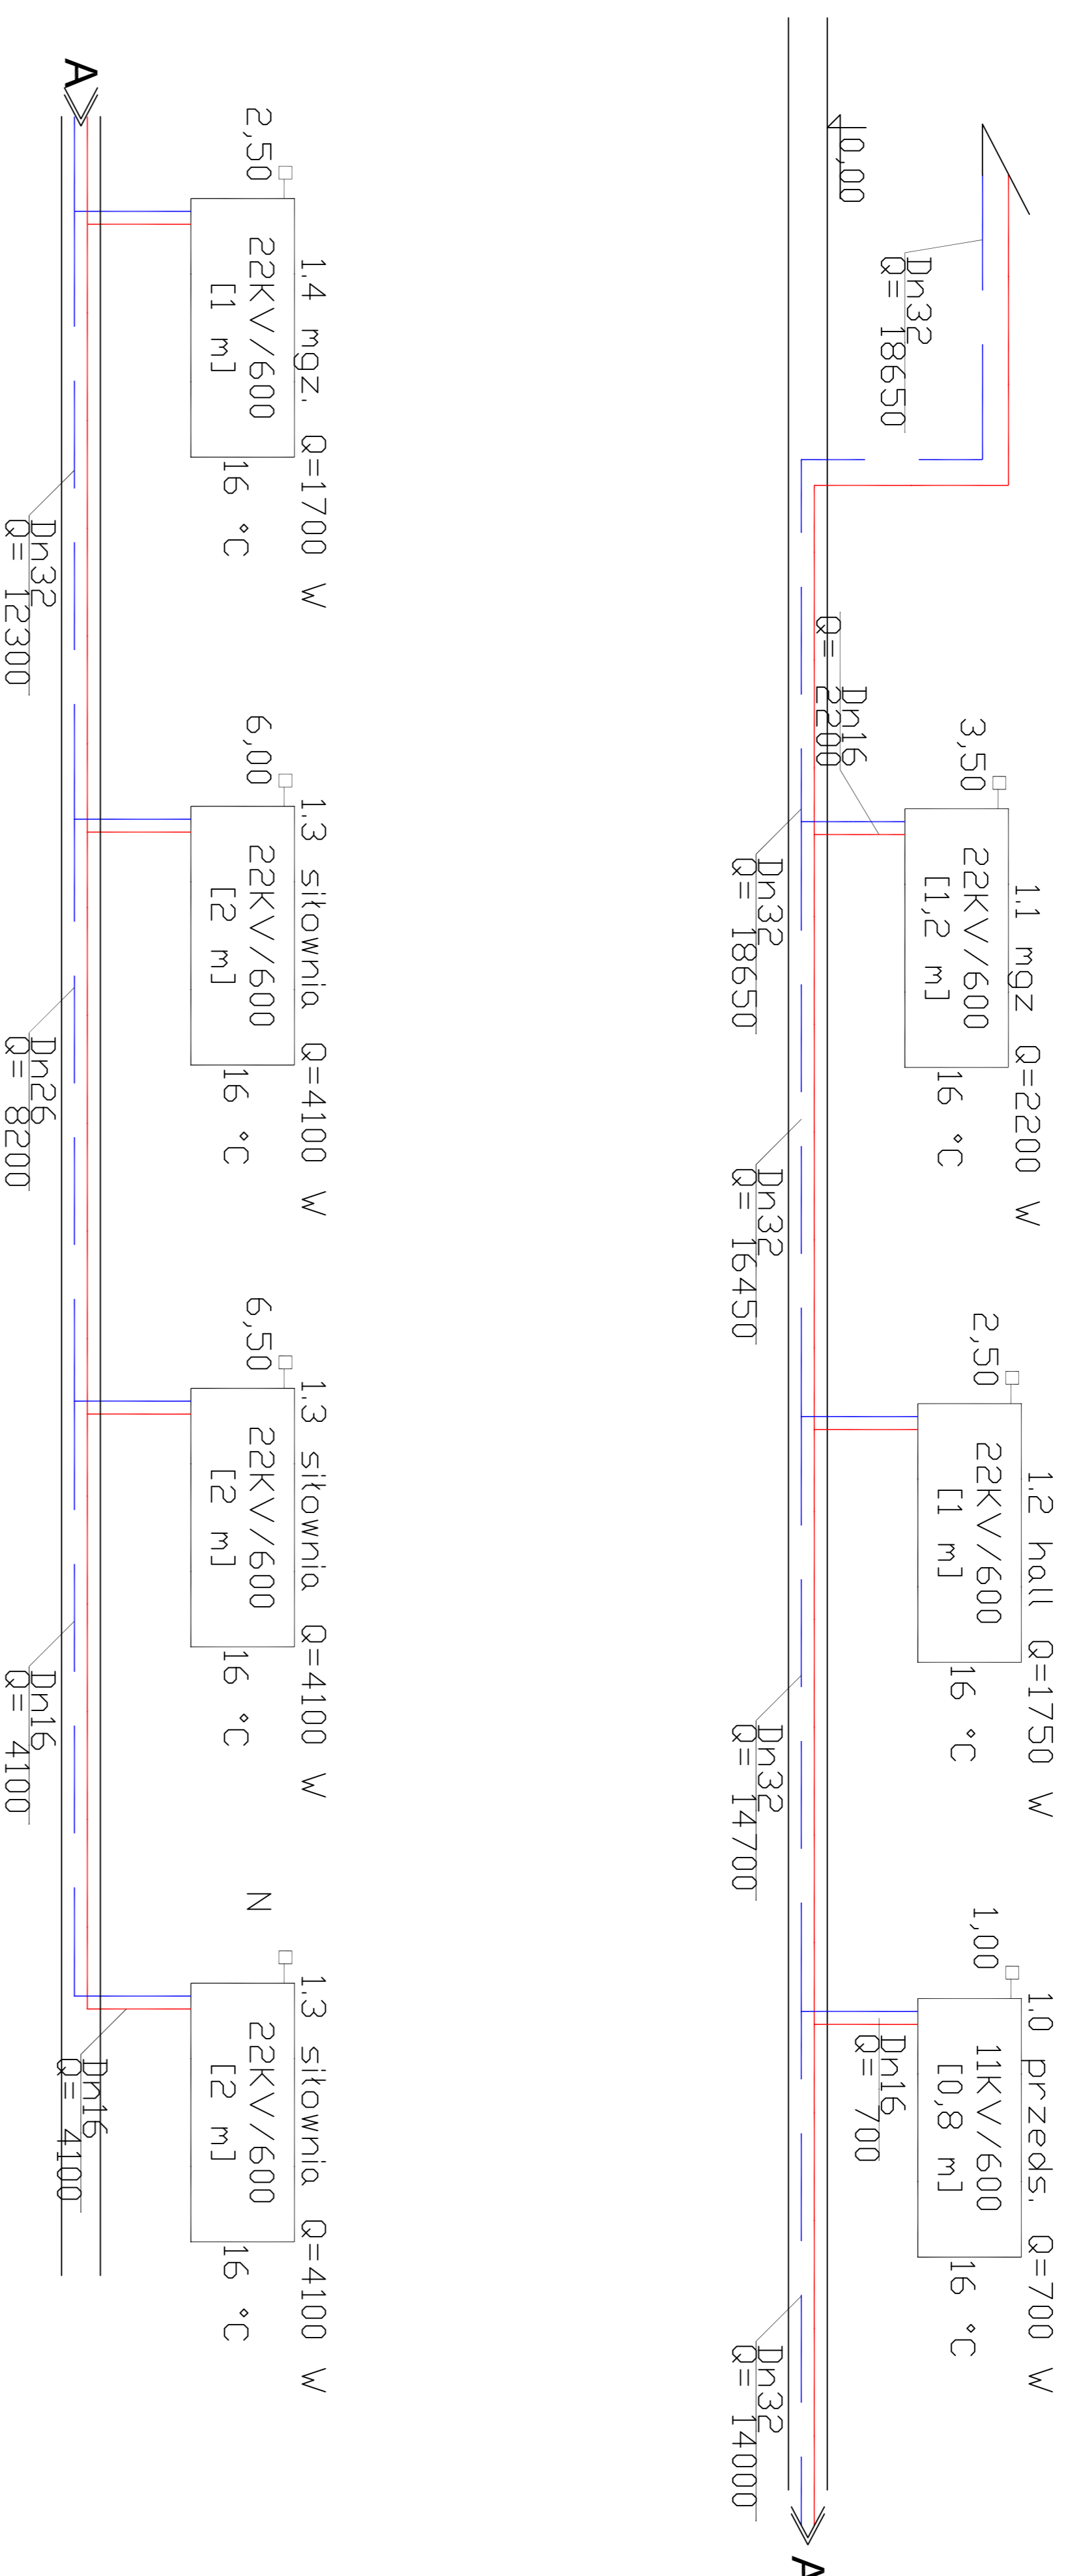 0,00
Dn32
Q= 18650
Dn16
Q= 2200
3,50
1.1 mgz Q=2200 W
22KV/600
[1,2 m]
16 °C
Dn32
Q= 18650
Dn32
Q= 16450
2,50
1.2 hall Q=1750 W
22KV/600
[1 m]
16 °C
Dn32
Q= 14700
1,00
1.0 przeds. Q=700 W
11KV/600
[0,8 m]
16 °C
Dn16
Q= 700
Dn32
Q= 14000
A
A
2,50
1.4 mgz. Q=1700 W
22KV/600
[1 m]
16 °C
Dn32
Q= 12300
6,00
1.3 siłownia Q=4100 W
22KV/600
[2 m]
16 °C
Dn26
Q= 8200
6,50
1.3 siłownia Q=4100 W
22KV/600
[2 m]
16 °C
Dn16
Q= 4100
N
1.3 siłownia Q=4100 W
22KV/600
[2 m]
16 °C
Dn16
Q= 4100